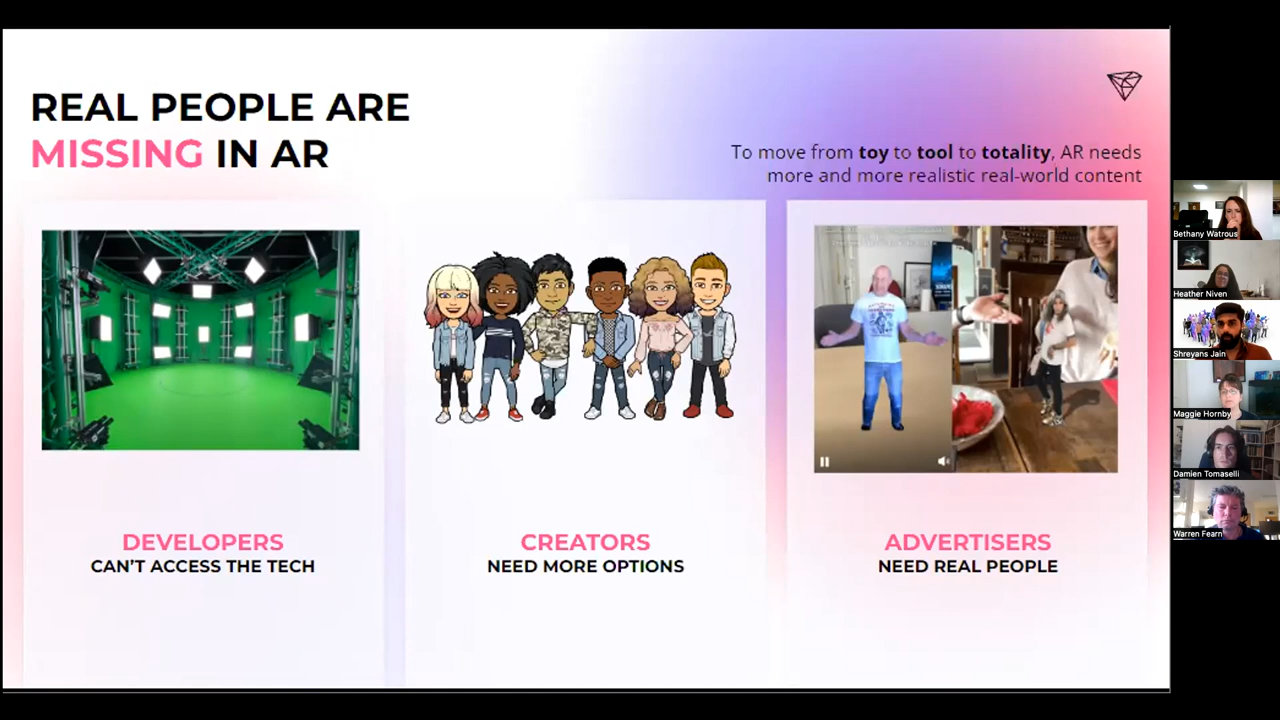 REAL PEOPLE ARE
MISSING IN AR
To move from toy to tool to totality, AR needs
more and more realistic real-world content
DEVELOPERS
CAN'T ACCESS THE TECH
CREATORS
NEED MORE OPTIONS
ADVERTISERS
NEED REAL PEOPLE
Bethany Watrous
Heather Niven
Shreyans Jain
Maggie Hornby
Damien Tomaselli
Warren Fearn